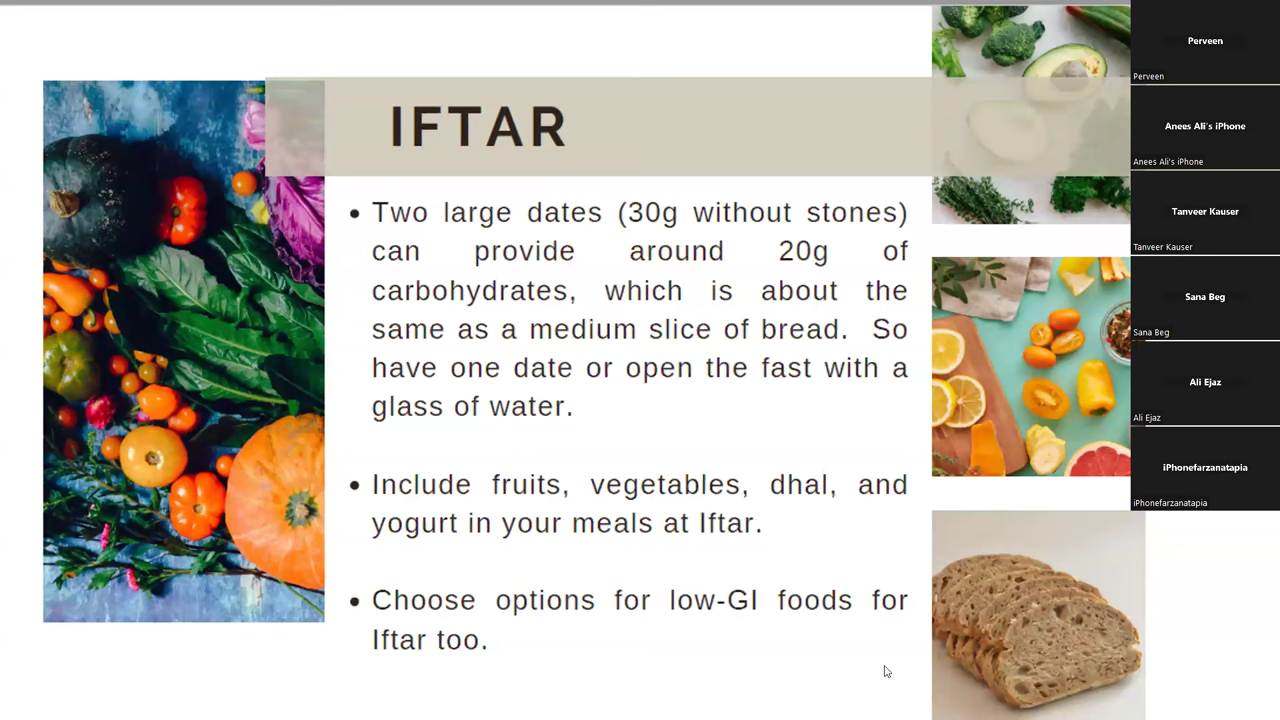 IFTAR
Two large dates (30g without stones)
can provide around 20g of
carbohydrates, which is about the
same as a medium slice of bread. So
have one date or open the fast with a
glass of water.
Include fruits, vegetables, dhal, and
yogurt in your meals at Iftar.
Choose options for low-GI foods for
Iftar too.
Perveen
Perveen
Anees Ali's iPhone
Anees Ali's iPhone
Tanveer Kauser
Tanveer Kauser
Sana Beg
Sana Beg
Ali Ejaz
Ali Ejaz
iPhonefarzanatapia
iPhonefarzanatapia